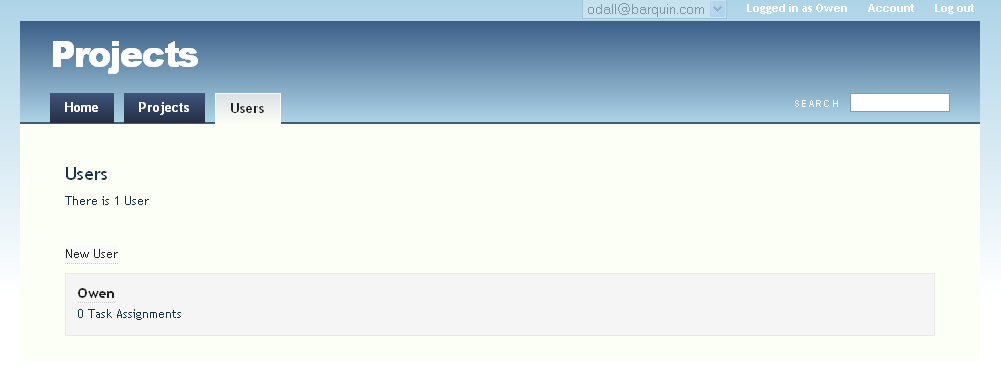 odall@barquin.com Logged in as Owen Account Log out
Projects
Home Projects Users SEARCH
Users
There is 1 User
New User
Owen
0 Task Assignments